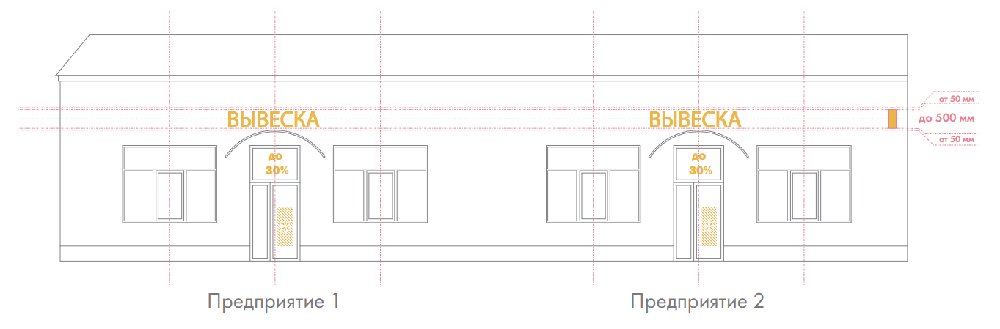 от 50 мм
ВЫВЕСКА ВЫВЕСКА до 500 мм
от 50 мм
до до
30% 30%
Предприятие 1 Предприятие 2